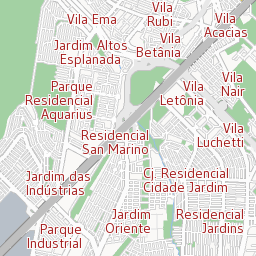 Vila Ema
Vila
Rubi
Vila
Acacias
Jardim Altos
Esplanada
Vila
Betânia
Parque
Residencial
Aquarius
Vila
Letônia
Vila
Nair
Residencial
San Marino
Vila
Luchetti
Jardim das
Indústrias
Cj. Residencial
Cidade Jardim
Parque
Industrial
Jardim
Oriente
Residencial
Jardins